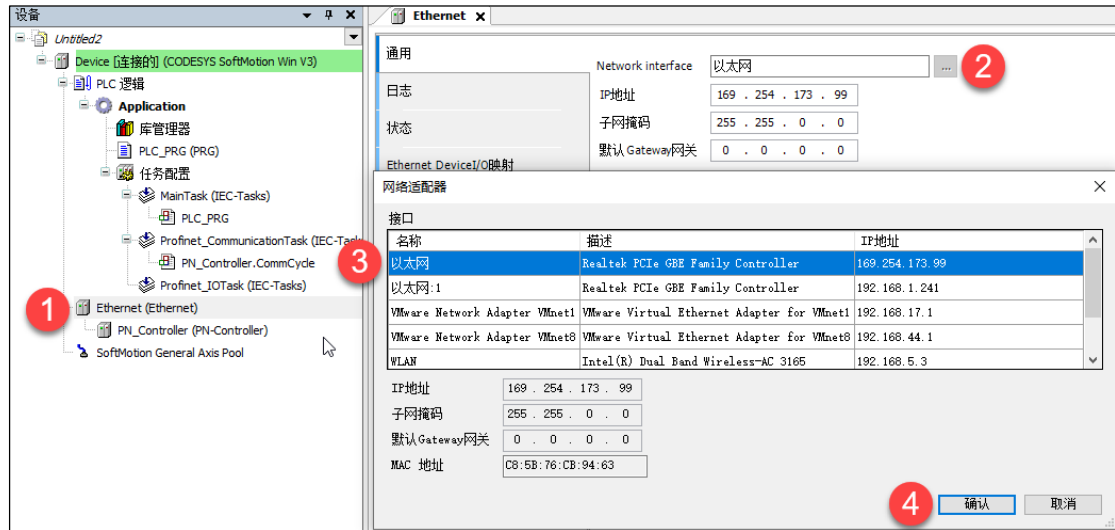 设备
Untitled2
Device [连接的] (CODESYS SoftMotion Win V3)
PLC 逻辑
Application
库管理器
PLC_PRG (PRG)
任务配置
MainTask (IEC-Tasks)
PLC_PRG
Profinet_CommunicationTask (IEC-Task
PN_Controller.CommCycle
Profinet_IOTask (IEC-Tasks)
1
Ethernet (Ethernet)
PN_Controller (PN-Controller)
SoftMotion General Axis Pool
Ethernet
通用
日志
状态
Ethernet DeviceI/O映射
Network interface 以太网 ... 2
IP地址 169 . 254 . 173 . 99
子网掩码 255 . 255 . 0 . 0
默认Gateway网关 0 . 0 . 0 . 0
网络适配器
接口
名称 描述 IP地址
3
以太网 Realtek PCIe GBE Family Controller 169.254.173.99
以太网:1 Realtek PCIe GBE Family Controller 192.168.1.241
VMware Network Adapter VMnet1 VMware Virtual Ethernet Adapter for VMnet1 192.168.17.1
VMware Network Adapter VMnet8 VMware Virtual Ethernet Adapter for VMnet8 192.168.44.1
WLAN Intel(R) Dual Band Wireless-AC 3165 192.168.5.3
IP地址 169 . 254 . 173 . 99
子网掩码 255 . 255 . 0 . 0
默认Gateway网关 0 . 0 . 0 . 0
MAC 地址 C8:5B:76:CB:94:63
4 确认 取消